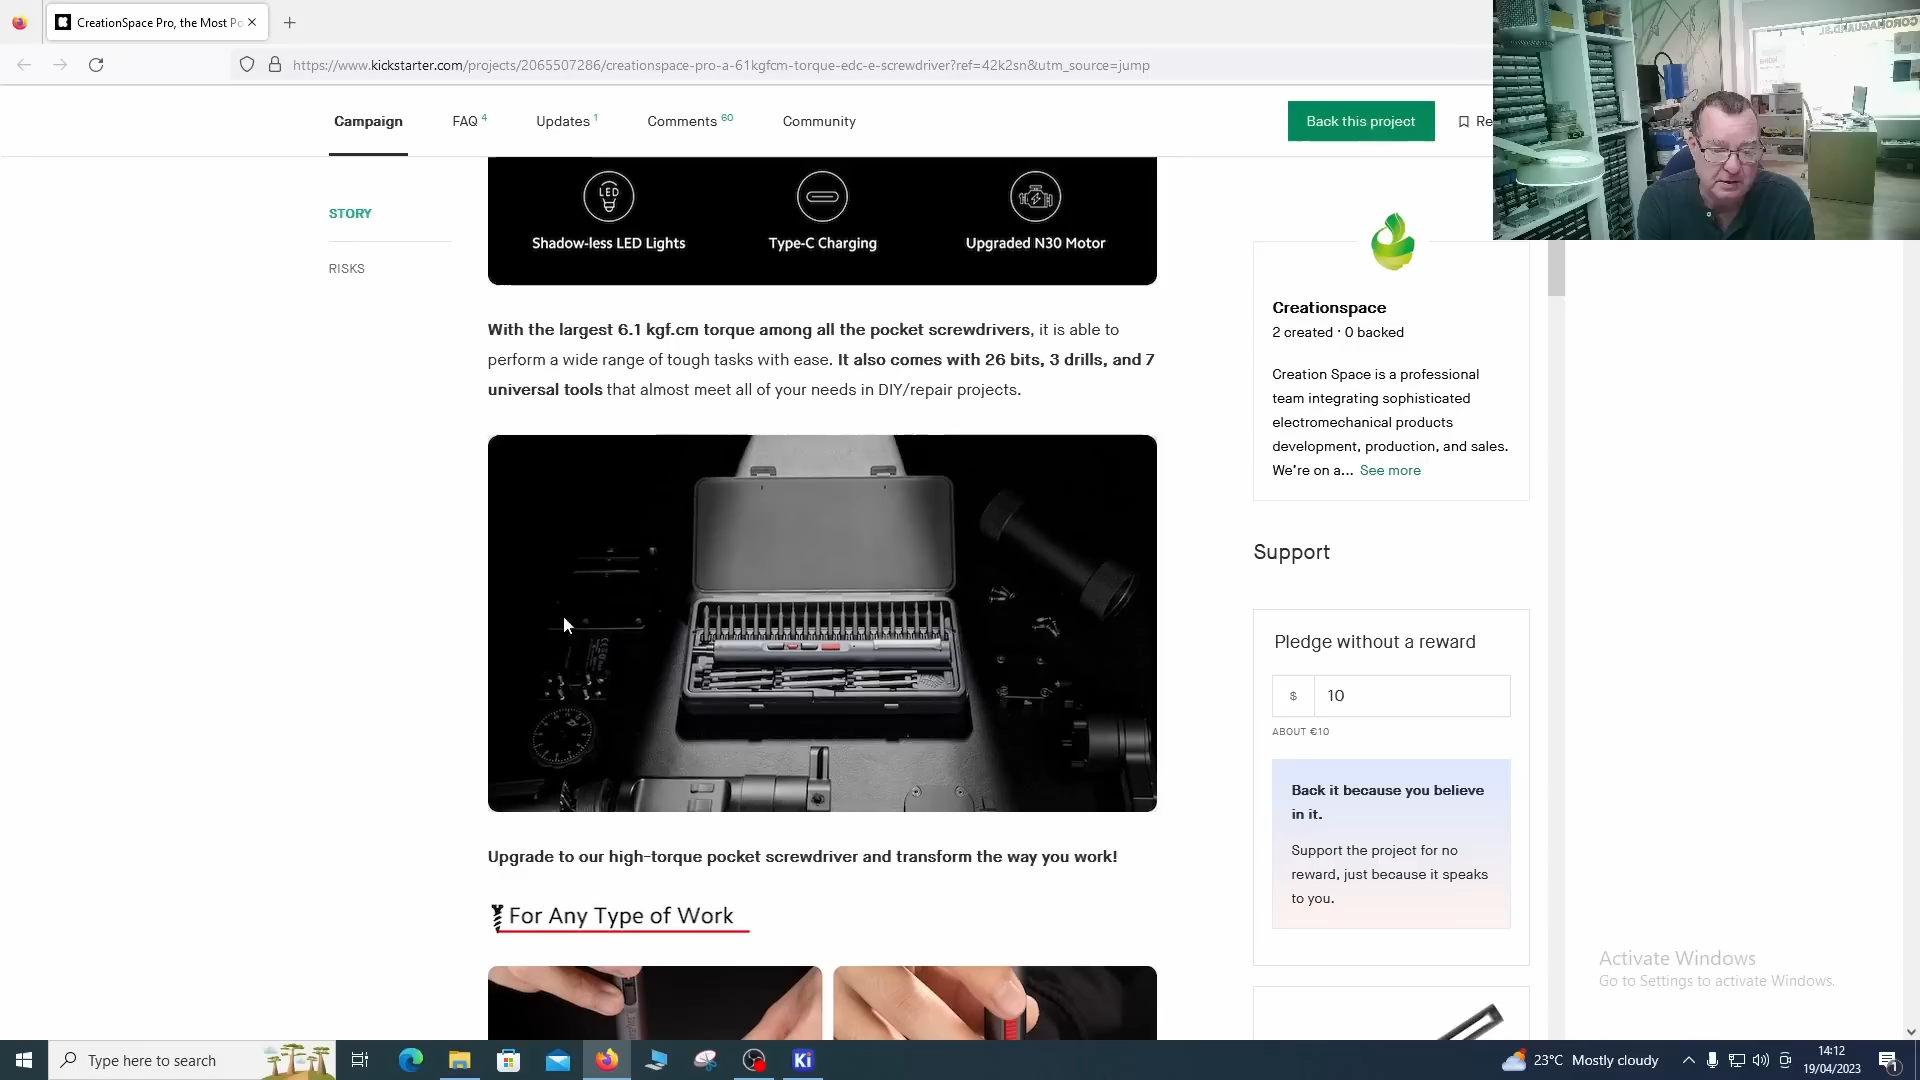 CreationSpace Pro, the Most Po
https://www.kickstarter.com/projects/2065507286/creationspace-pro-a-61kgfcm-torque-edc-e-screwdriver?ref=42k2sn&utm_source=jump
Campaign
FAQ 4
Updates 1
Comments 60
Community
Back this project
Re
STORY
RISKS
LED
Shadow-less LED Lights
Type-C Charging
Upgraded N30 Motor
With the largest 6.1 kgf.cm torque among all the pocket screwdrivers, it is able to
perform a wide range of tough tasks with ease. It also comes with 26 bits, 3 drills, and 7
universal tools that almost meet all of your needs in DIY/repair projects.
Upgrade to our high-torque pocket screwdriver and transform the way you work!
For Any Type of Work
Creationspace
2 created · 0 backed
Creation Space is a professional
team integrating sophisticated
electromechanical products
development, production, and sales.
We're on a... See more
Support
Pledge without a reward
$ 10
ABOUT €10
Back it because you believe
in it.
Support the project for no
reward, just because it speaks
to you.
Activate Windows
Go to Settings to activate Windows.
Type here to search
Ki
23°C Mostly cloudy
14:12
19/04/2023
1